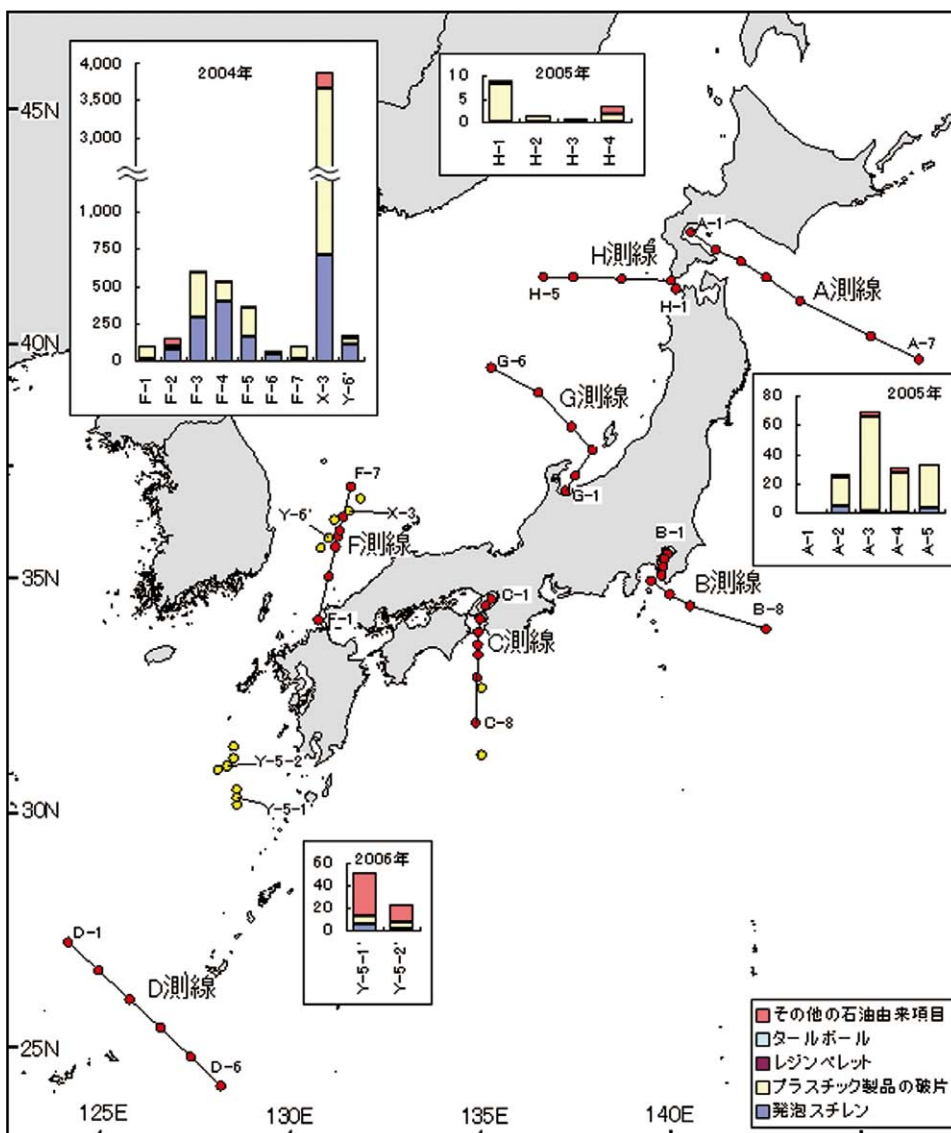 4,000
3,500
3,000
1,000
750
500
250
0
2004年
F-1
F-2
F-3
F-4
F-5
F-6
F-7
X-3
Y-6'
10
5
0
2005年
H-1
H-2
H-3
H-4
45N
40N
35N
30N
25N
A-1
A測線
A-7
H測線
H-5
H-1
G-6
G測線
G-1
80
60
40
20
0
2005年
A-1
A-2
A-3
A-4
A-5
F-7
X-3
Y-6'
F測線
F-1
B-1
B測線
B-8
C-1
C測線
C-8
Y-5-2
Y-5-1
60
40
20
0
2006年
Y-5-1'
Y-5-2'
D-1
D測線
D-6
その他の石油由来項目
タールボール
レジンペレット
プラスチック製品の破片
発泡スチレン
125E
130E
135E
140E